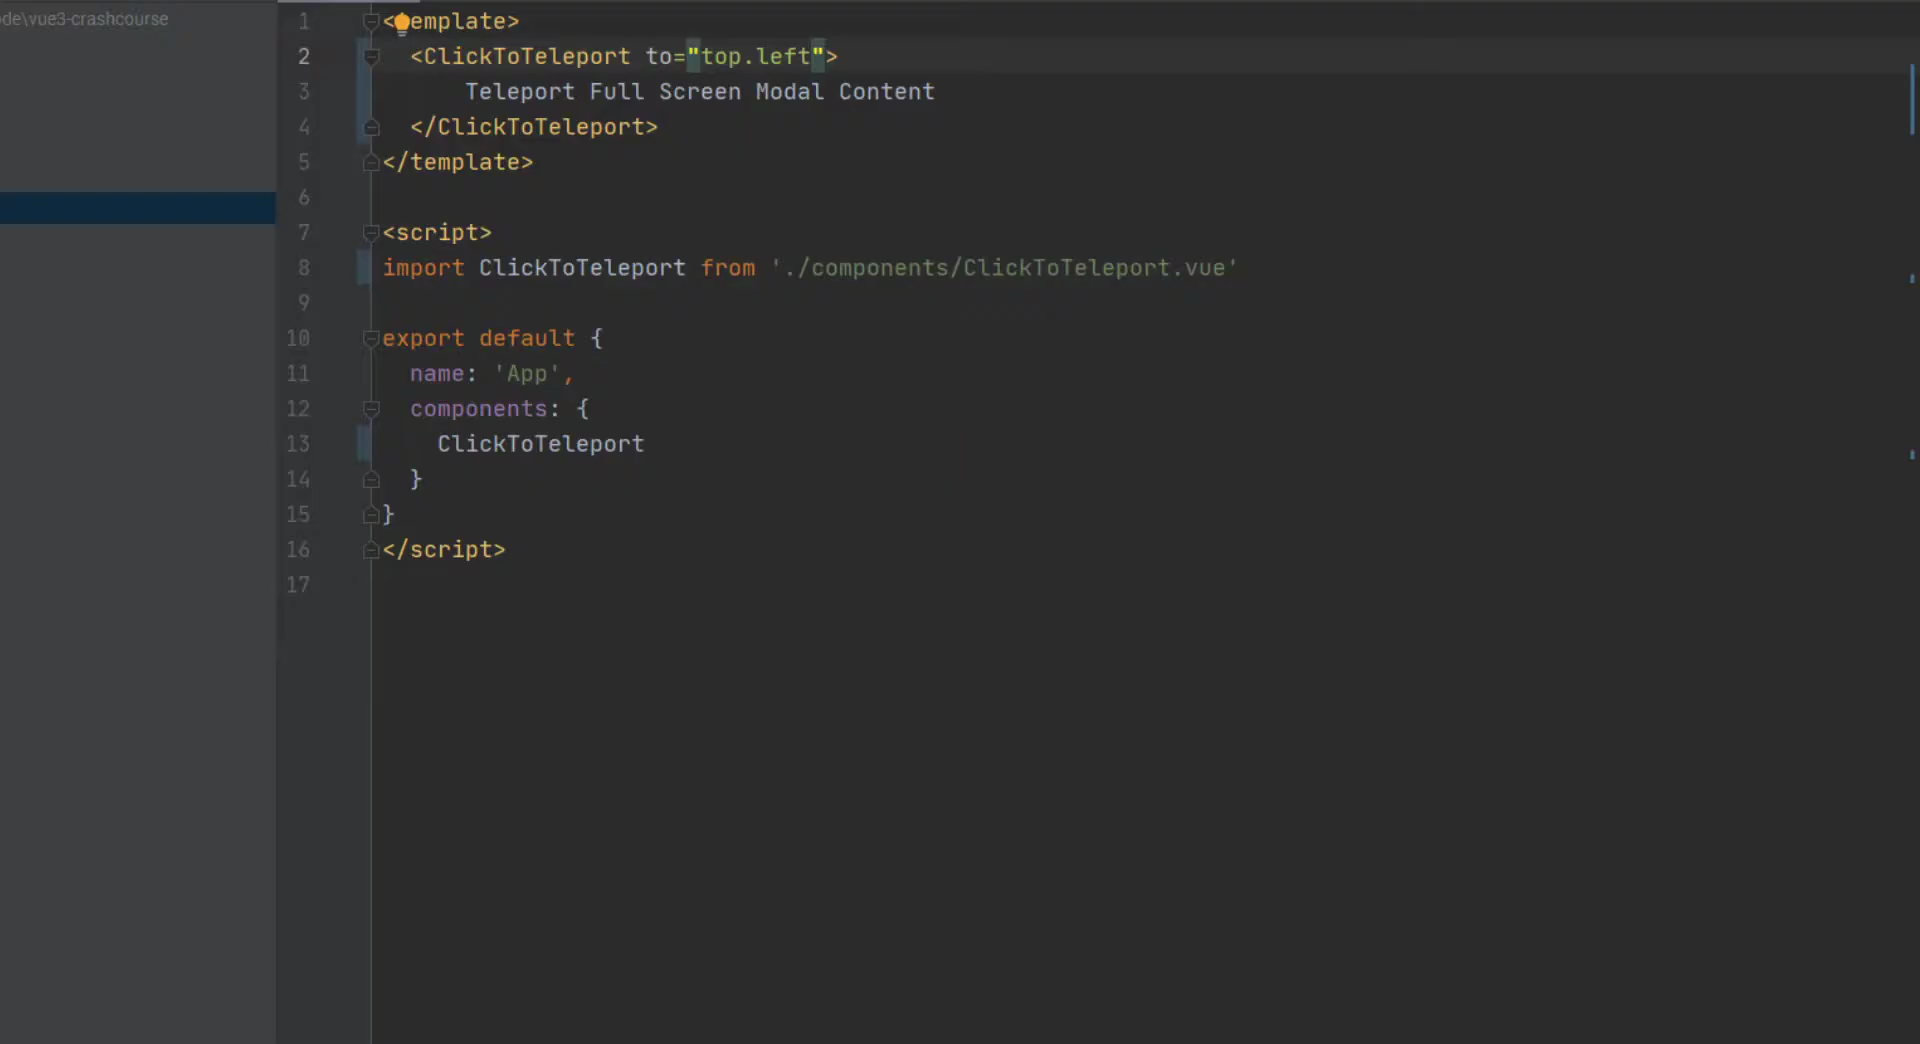 de\vue3-crashcourse
1 <template>
2 <ClickToTeleport to="top.left">
3 Teleport Full Screen Modal Content
4 </ClickToTeleport>
5 </template>
6
7 <script>
8 import ClickToTeleport from './components/ClickToTeleport.vue'
9
10 export default {
11 name: 'App',
12 components: {
13 ClickToTeleport
14 }
15 }
16 </script>
17